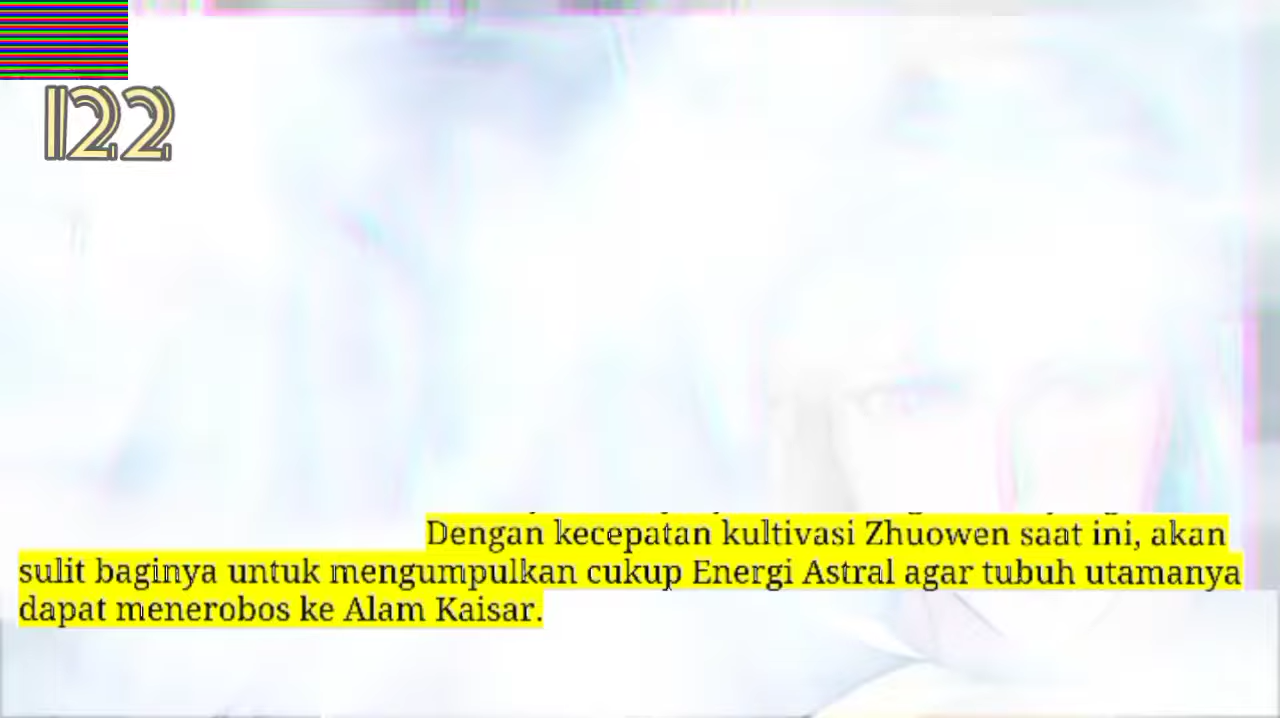 122
Dengan kecepatan kultivasi Zhuowen saat ini, akan
sulit baginya untuk mengumpulkan cukup Energi Astral agar tubuh utamanya
dapat menerobos ke Alam Kaisar.